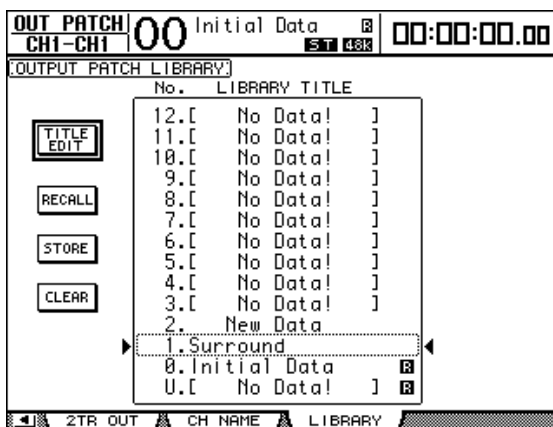 OUT PATCH
CH1-CH1
00 Initial Data R
ST 48k
00:00:00.00
OUTPUT PATCH LIBRARY
No. LIBRARY TITLE
TITLE EDIT
RECALL
STORE
CLEAR
12.[ No Data! ]
11.[ No Data! ]
10.[ No Data! ]
9.[ No Data! ]
8.[ No Data! ]
7.[ No Data! ]
6.[ No Data! ]
5.[ No Data! ]
4.[ No Data! ]
3.[ No Data! ]
2. New Data
1.Surround
0.Initial Data R
U.[ No Data! ] R
2TR OUT CH NAME LIBRARY